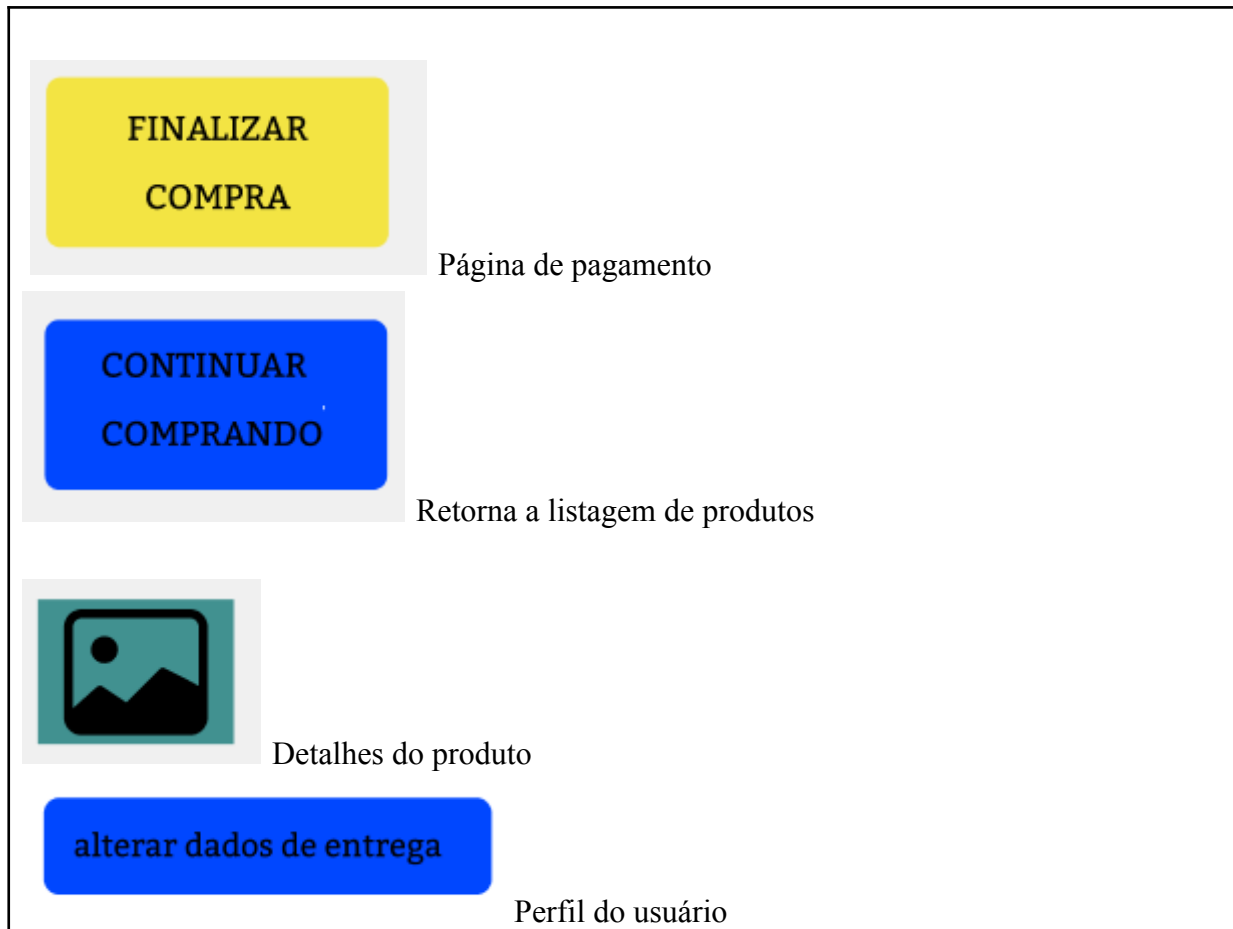 FINALIZAR
COMPRA
Página de pagamento
CONTINUAR
COMPRANDO
Retorna a listagem de produtos
Detalhes do produto
alterar dados de entrega
Perfil do usuário